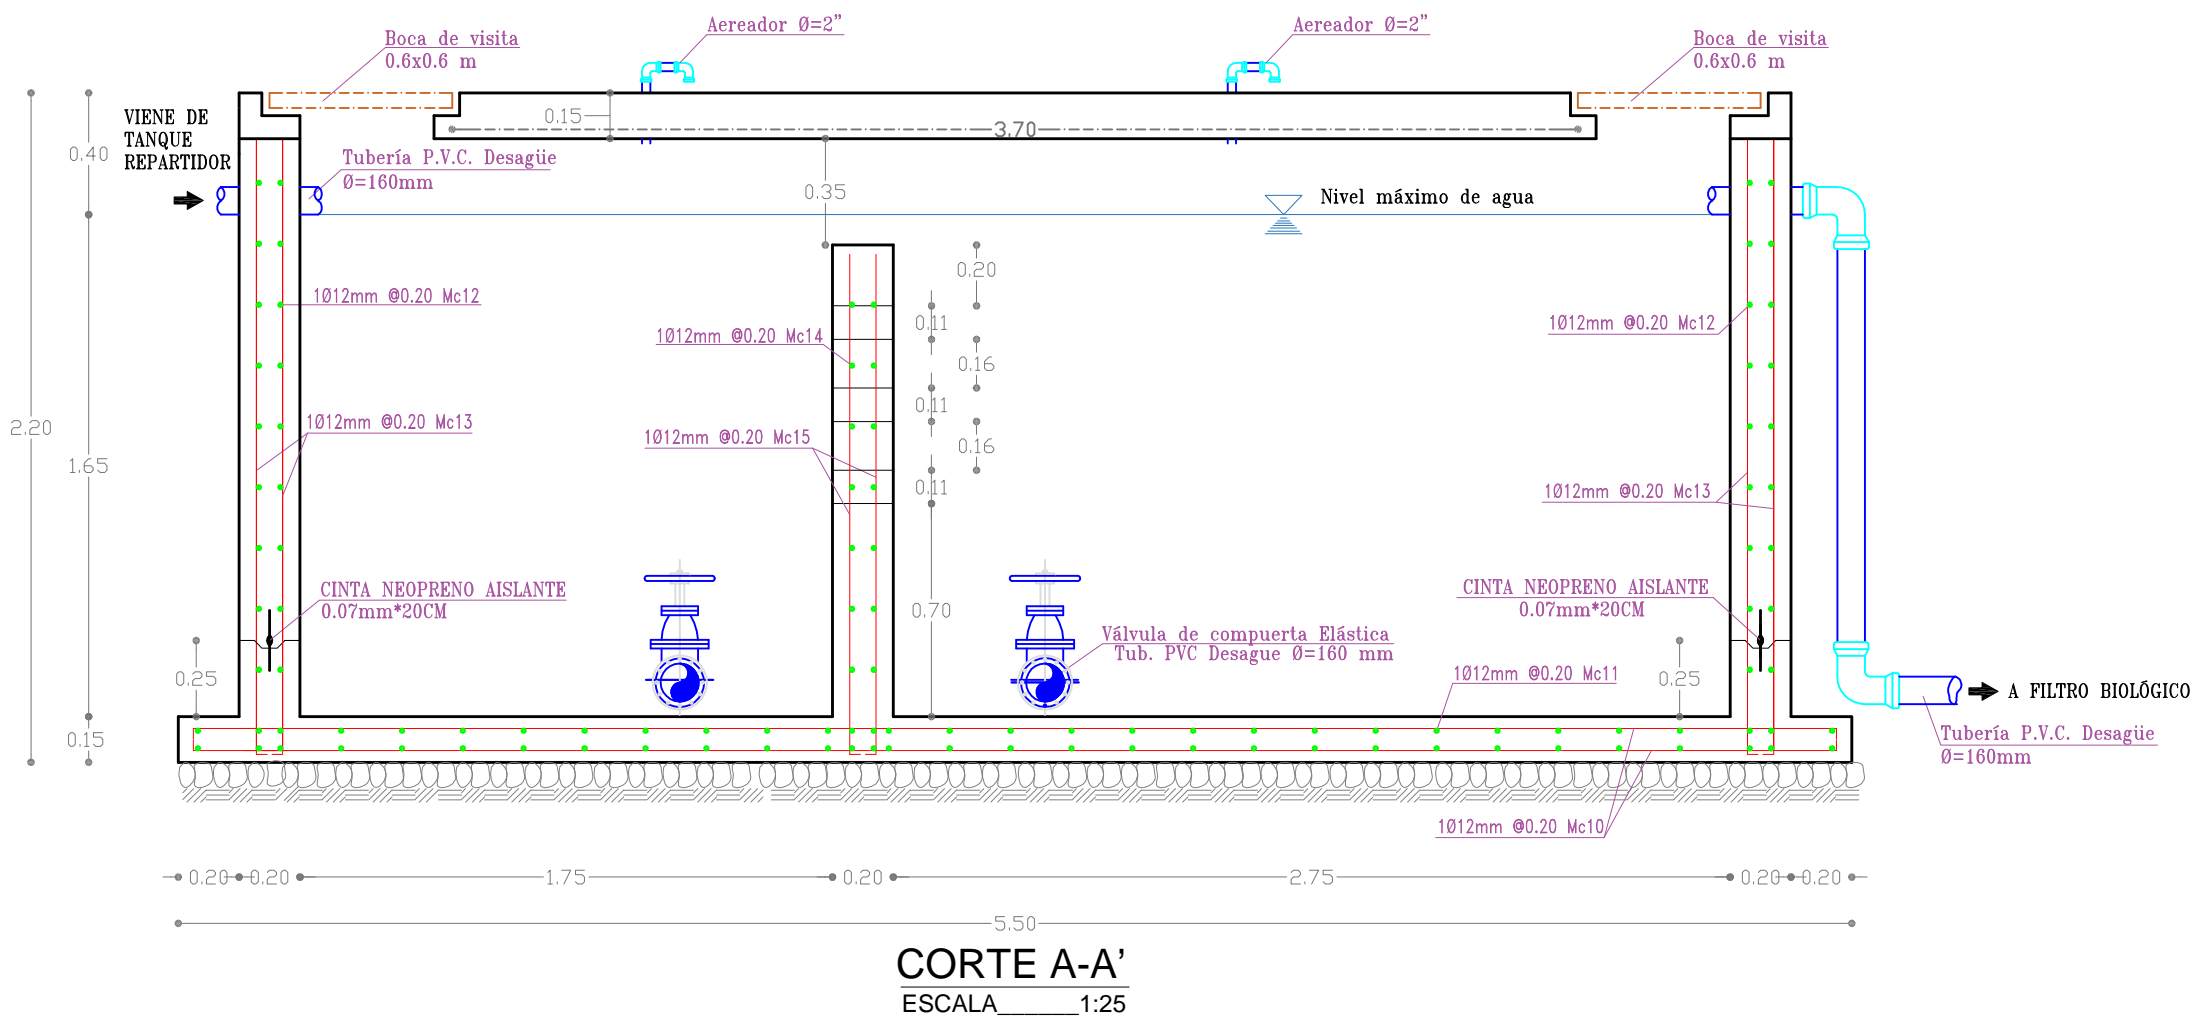 Aereador Ø=2”
Aereador Ø=2”
Boca de visita
0.6x0.6 m
Boca de visita
0.6x0.6 m
VIENE DE
TANQUE
REPARTIDOR
0.15
3.70
0.40
Tubería P.V.C. Desagüe
Ø=160mm
0.35
Nivel máximo de agua
0.20
1Ø12mm @0.20 Mc12
0.11
1Ø12mm @0.20 Mc12
1Ø12mm @0.20 Mc14
0.16
0.11
2.20
1Ø12mm @0.20 Mc13
1Ø12mm @0.20 Mc15
0.16
1.65
0.11
1Ø12mm @0.20 Mc13
CINTA NEOPRENO AISLANTE
0.07mm*20CM
0.70
CINTA NEOPRENO AISLANTE
0.07mm*20CM
Válvula de compuerta Elástica
Tub. PVC Desague Ø=160 mm
0.25
1Ø12mm @0.20 Mc11
0.25
A FILTRO BIOLÓGICO
0.15
Tubería P.V.C. Desagüe
Ø=160mm
1Ø12mm @0.20 Mc10
0.20
0.20
1.75
0.20
2.75
0.20
0.20
5.50
CORTE A-A’
ESCALA______1:25